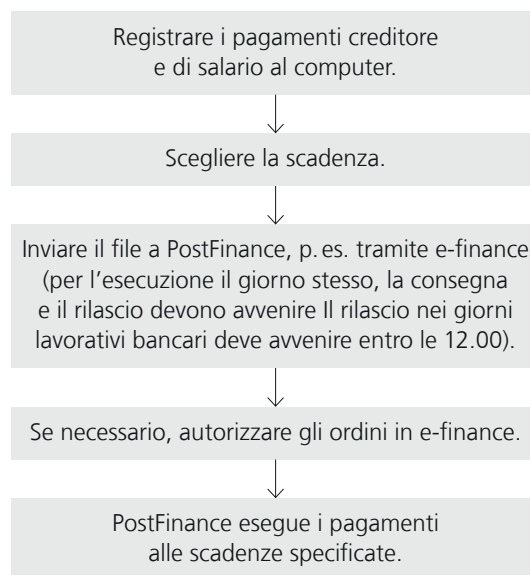 Registrare i pagamenti creditore
e di salario al computer.
Scegliere la scadenza.
Inviare il file a PostFinance, p. es. tramite e-finance
(per l'esecuzione il giorno stesso, la consegna
e il rilascio devono avvenire Il rilascio nei giorni
lavorativi bancari deve avvenire entro le 12.00).
Se necessario, autorizzare gli ordini in e-finance.
PostFinance esegue i pagamenti
alle scadenze specificate.